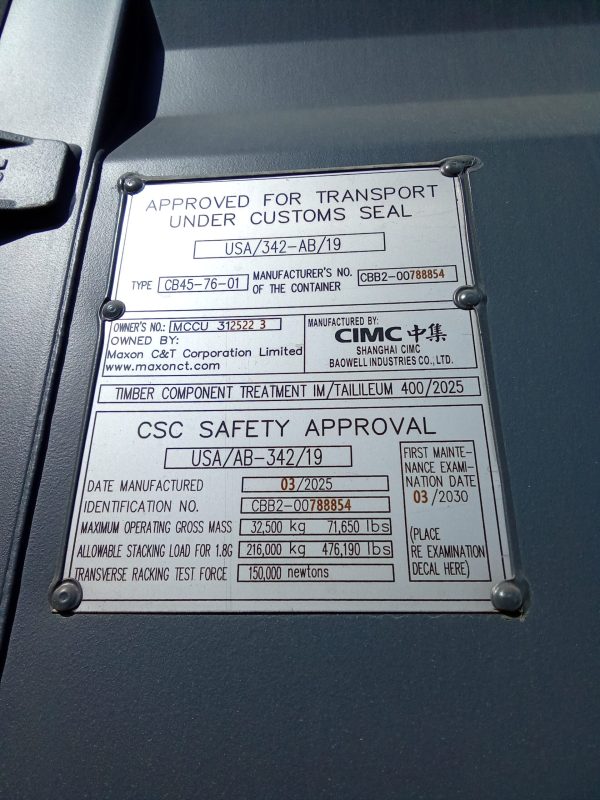 APPROVED FOR TRANSPORT
UNDER CUSTOMS SEAL
USA/342-AB/19
TYPE CB45-76-01 MANUFACTURER'S NO. OF THE CONTAINER CBB2-00788854
OWNER'S NO.: MCCU 312522 3
OWNED BY:
Maxon C&T Corporation Limited
www.maxonct.com
MANUFACTURED BY:
CIMC 中集
SHANGHAI CIMC
BAOWELL INDUSTRIES CO., LTD.
TIMBER COMPONENT TREATMENT IM/TAILILEUM 400/2025
CSC SAFETY APPROVAL
USA/AB-342/19
DATE MANUFACTURED 03/2025
IDENTIFICATION NO. CBB2-00788854
MAXIMUM OPERATING GROSS MASS 32,500 kg 71,650 lbs
ALLOWABLE STACKING LOAD FOR 1.8G 216,000 kg 476,190 lbs
TRANSVERSE RACKING TEST FORCE 150,000 newtons
FIRST MAINTE-
NANCE EXAMI-
NATION DATE
03/2030
(PLACE
RE EXAMINATION
DECAL HERE)